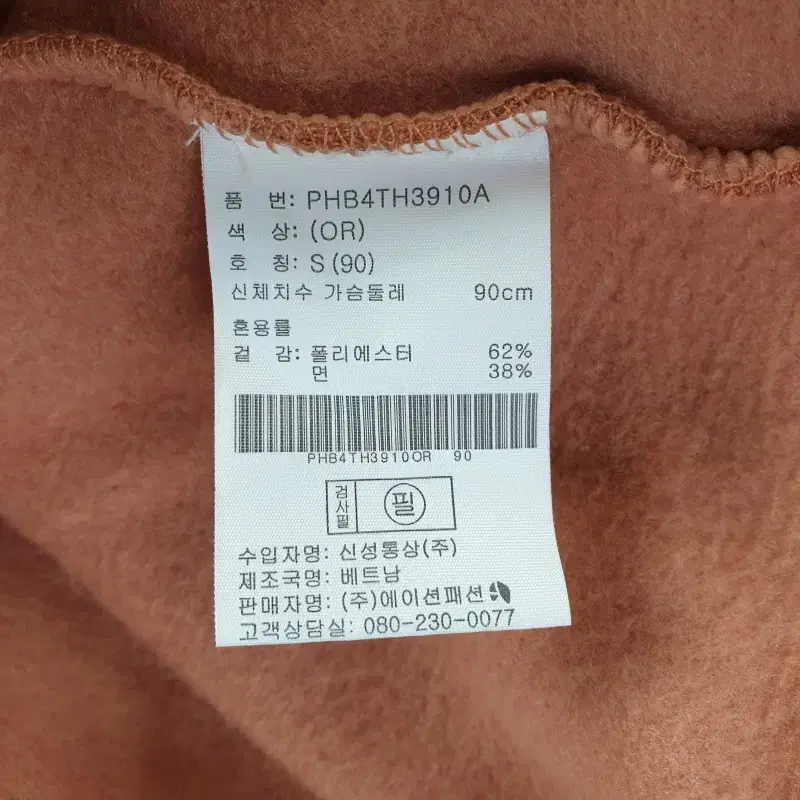 품 번: PHB4TH3910A
색 상: (OR)
호 칭: S (90)
신체치수 가슴둘레 90cm
혼용률
겉 감: 폴리에스터 62%
면 38%
PHB4TH3910OR 90
검사필 필
수입자명: 신성통상(주)
제조국명: 베트남
판매자명: (주)에이션패션
고객상담실: 080-230-0077